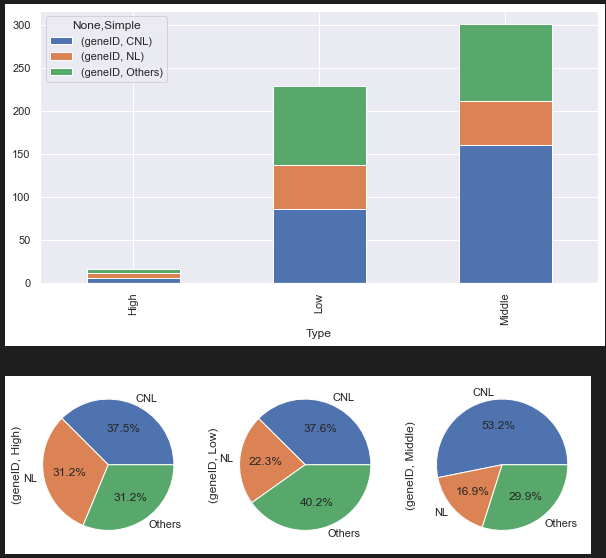 None,Simple
(geneID, CNL)
(geneID, NL)
(geneID, Others)
300
250
200
150
100
50
0
High
Low
Middle
Type
(geneID, High)
CNL
37.5%
NL
31.2%
31.2%
Others
(geneID, Low)
CNL
37.6%
NL
22.3%
40.2%
Others
(geneID, Middle)
CNL
53.2%
NL
16.9%
29.9%
Others